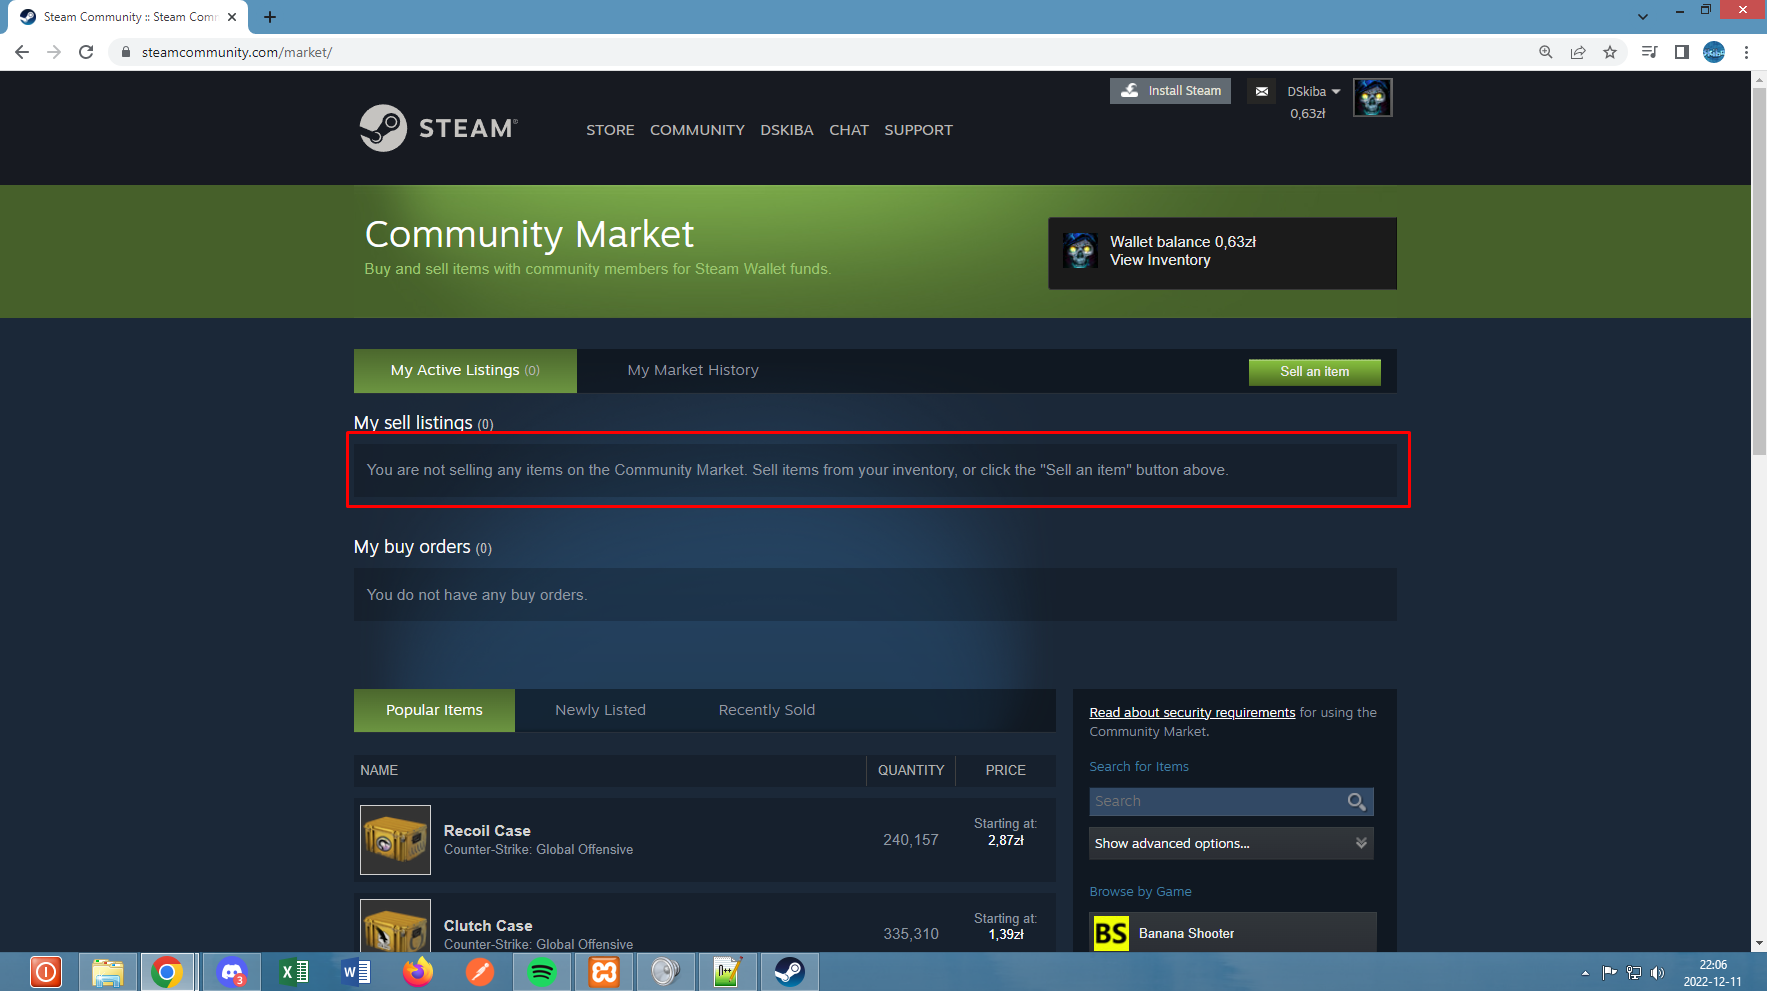 Steam Community :: Steam Comm
steamcommunity.com/market/
Install Steam
DSkiba
0,63zł
STEAM®
STORE COMMUNITY DSKIBA CHAT SUPPORT
Community Market
Buy and sell items with community members for Steam Wallet funds.
Wallet balance 0,63zł
View Inventory
My Active Listings (0)
My Market History
Sell an item
My sell listings (0)
You are not selling any items on the Community Market. Sell items from your inventory, or click the "Sell an item" button above.
My buy orders (0)
You do not have any buy orders.
Popular Items
Newly Listed
Recently Sold
NAME QUANTITY PRICE
Recoil Case
Counter-Strike: Global Offensive
240,157
Starting at:
2,87zł
Clutch Case
Counter-Strike: Global Offensive
335,310
Starting at:
1,39zł
Read about security requirements for using the
Community Market.
Search for Items
Search
Show advanced options...
Browse by Game
BS Banana Shooter
3
22:06
2022-12-11